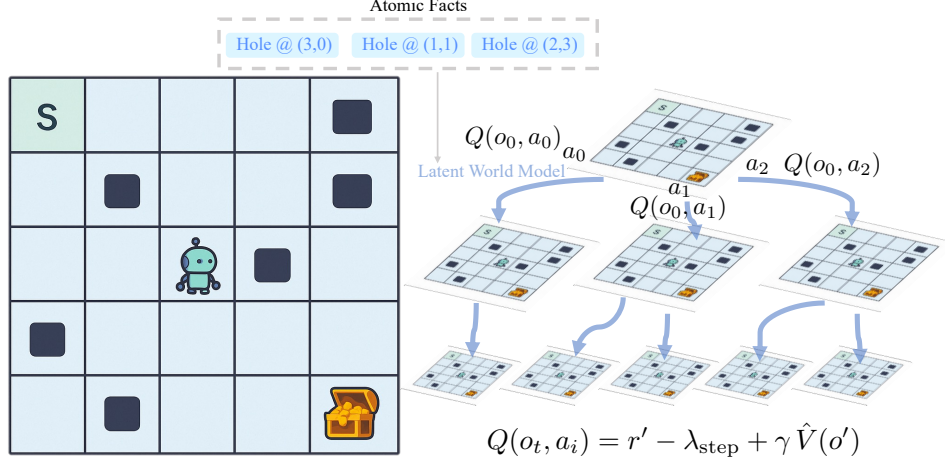 Atomic Facts
Hole @ (3,0) Hole @ (1,1) Hole @ (2,3)
S
S
Q(o₀, a₀)
a₀
Latent World Model
a₁
Q(o₀, a₁)
a₂ Q(o₀, a₂)
S
S
S
S
S
S
S
S
Q(oₜ, aᵢ) = r′ − λ_step + γ V̂(o′)